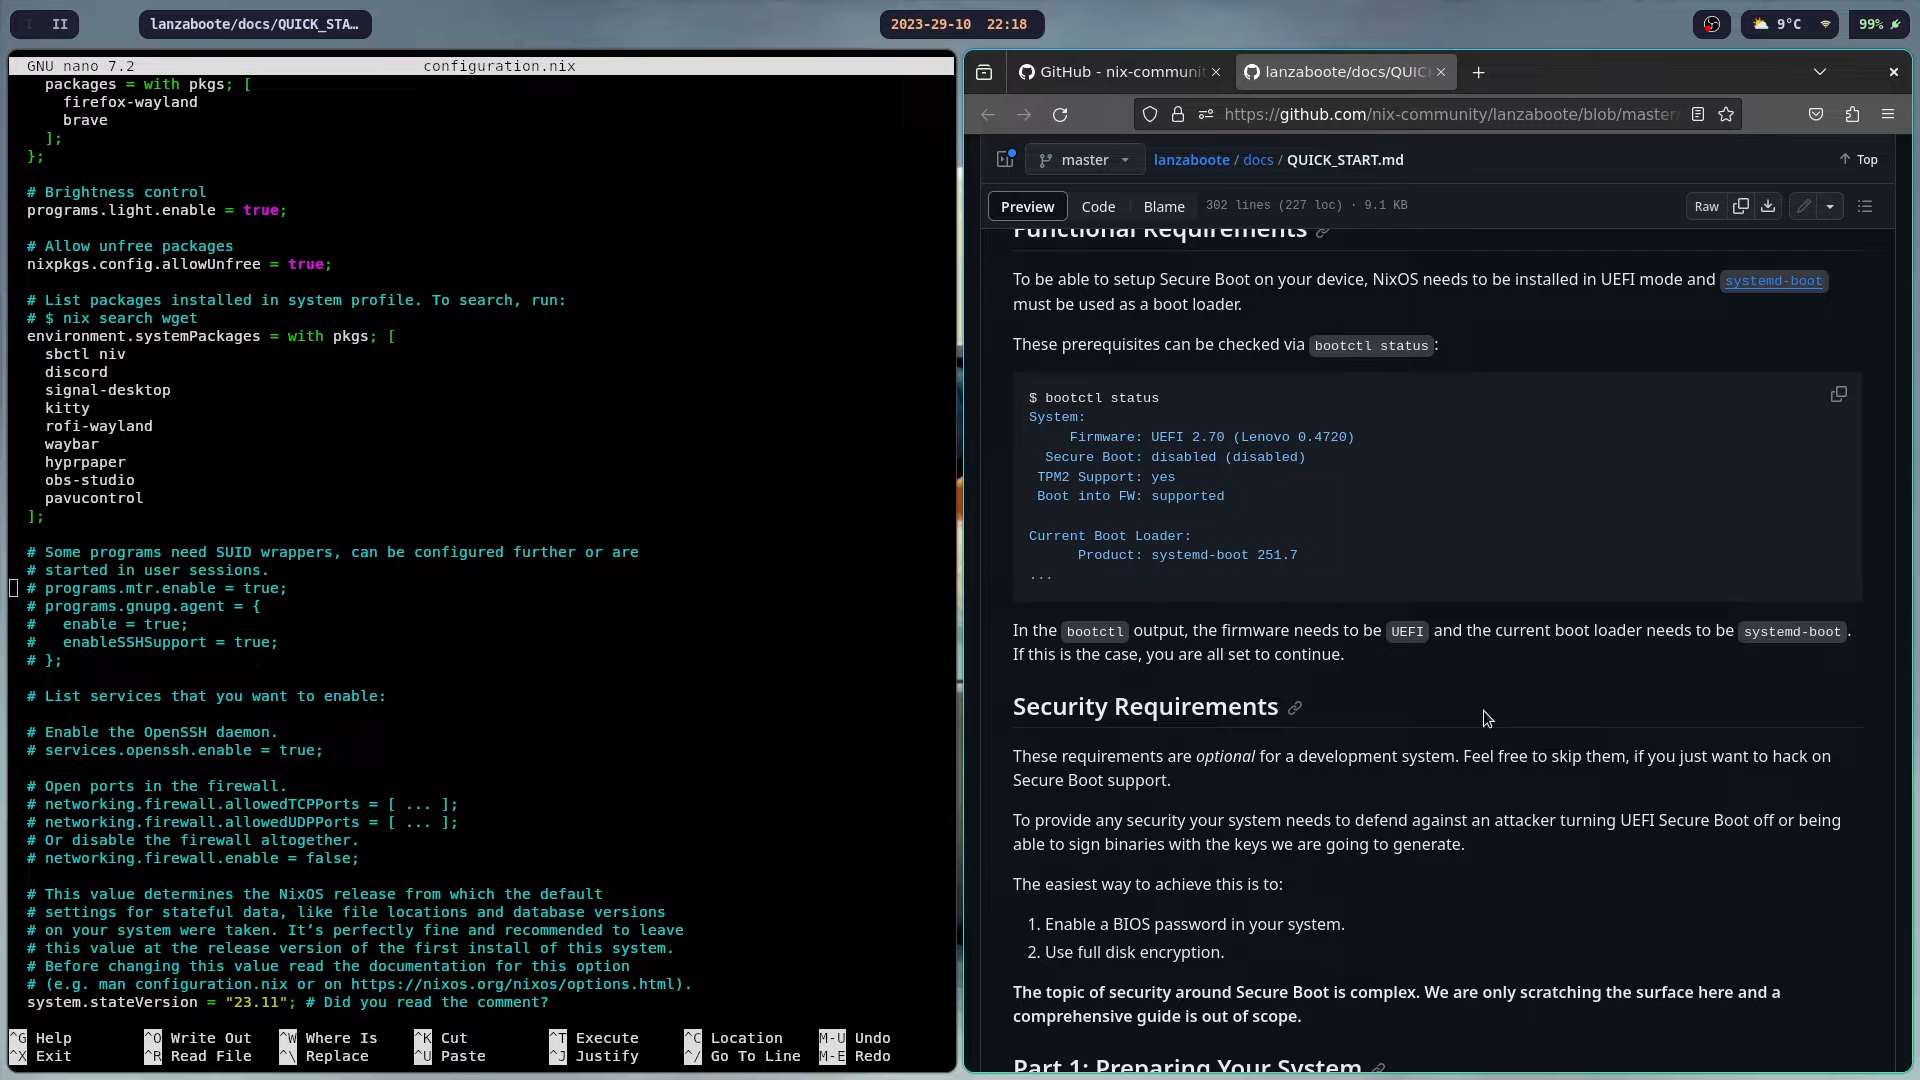 I II
lanzaboote/docs/QUICK_STA…
2023-29-10 22:18
9°C
99%
GNU nano 7.2 configuration.nix
packages = with pkgs; [
firefox-wayland
brave
];
};
# Brightness control
programs.light.enable = true;
# Allow unfree packages
nixpkgs.config.allowUnfree = true;
# List packages installed in system profile. To search, run:
# $ nix search wget
environment.systemPackages = with pkgs; [
sbctl niv
discord
signal-desktop
kitty
rofi-wayland
waybar
hyprpaper
obs-studio
pavucontrol
];
# Some programs need SUID wrappers, can be configured further or are
# started in user sessions.
# programs.mtr.enable = true;
# programs.gnupg.agent = {
#   enable = true;
#   enableSSHSupport = true;
# };
# List services that you want to enable:
# Enable the OpenSSH daemon.
# services.openssh.enable = true;
# Open ports in the firewall.
# networking.firewall.allowedTCPPorts = [ ... ];
# networking.firewall.allowedUDPPorts = [ ... ];
# Or disable the firewall altogether.
# networking.firewall.enable = false;
# This value determines the NixOS release from which the default
# settings for stateful data, like file locations and database versions
# on your system were taken. It‘s perfectly fine and recommended to leave
# this value at the release version of the first install of this system.
# Before changing this value read the documentation for this option
# (e.g. man configuration.nix or on https://nixos.org/nixos/options.html).
system.stateVersion = "23.11"; # Did you read the comment?
^G Help ^O Write Out ^W Where Is ^K Cut ^T Execute ^C Location M-U Undo
^X Exit ^R Read File ^\ Replace ^U Paste ^J Justify ^/ Go To Line M-E Redo
GitHub - nix-communi
lanzaboote/docs/QUIC
https://github.com/nix-community/lanzaboote/blob/master/
master lanzaboote / docs / QUICK_START.md Top
Preview Code Blame 302 lines (227 loc) · 9.1 KB Raw
Functional Requirements
To be able to setup Secure Boot on your device, NixOS needs to be installed in UEFI mode and systemd-boot
must be used as a boot loader.
These prerequisites can be checked via bootctl status:
$ bootctl status
System:
Firmware: UEFI 2.70 (Lenovo 0.4720)
Secure Boot: disabled (disabled)
TPM2 Support: yes
Boot into FW: supported
Current Boot Loader:
Product: systemd-boot 251.7
...
In the bootctl output, the firmware needs to be UEFI and the current boot loader needs to be systemd-boot.
If this is the case, you are all set to continue.
Security Requirements
These requirements are optional for a development system. Feel free to skip them, if you just want to hack on
Secure Boot support.
To provide any security your system needs to defend against an attacker turning UEFI Secure Boot off or being
able to sign binaries with the keys we are going to generate.
The easiest way to achieve this is to:
1. Enable a BIOS password in your system.
2. Use full disk encryption.
The topic of security around Secure Boot is complex. We are only scratching the surface here and a
comprehensive guide is out of scope.
Part 1: Preparing Your System